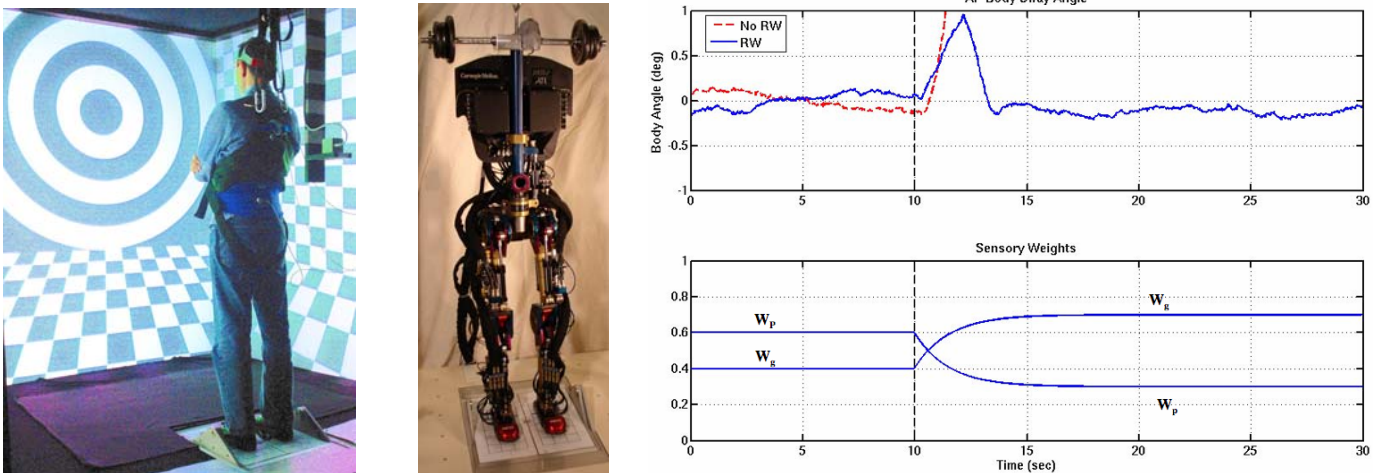 Carnegie Mellon
AP Body Sway Angle
1
0.5
0
-0.5
-1
Body Angle (deg)
No RW
RW
0 5 10 15 20 25 30
Sensory Weights
1
0.8
0.6
0.4
0.2
0
W_p
W_g
W_g
W_p
0 5 10 15 20 25 30
Time (sec)